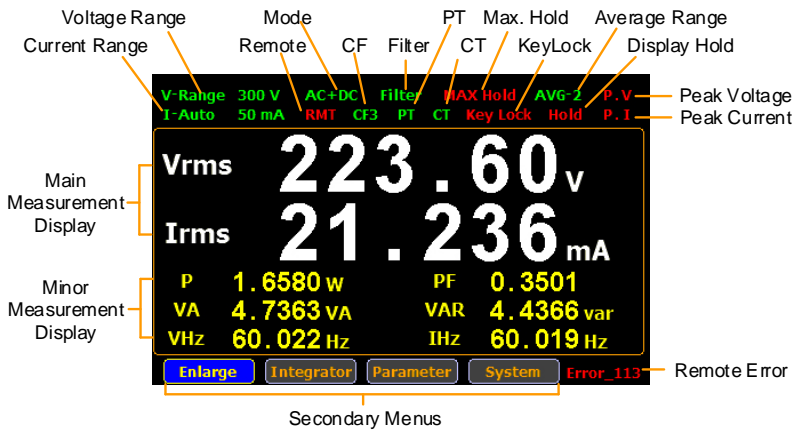 Voltage Range Mode PT Max. Hold Average Range
Current Range Remote CF Filter CT KeyLock Display Hold
V-Range 300 V AC+DC Filter MAX Hold AVG-2 P.V Peak Voltage
I-Auto 50 mA RMT CF3 PT CT Key Lock Hold P.I Peak Current
Vrms 223.60 V
Main
Measurement
Display
Irms 21.236 mA
P 1.6580 W PF 0.3501
Minor
Measurement
Display
VA 4.7363 VA VAR 4.4366 var
VHz 60.022 Hz IHz 60.019 Hz
Enlarge Integrator Parameter System Error_113 Remote Error
Secondary Menus